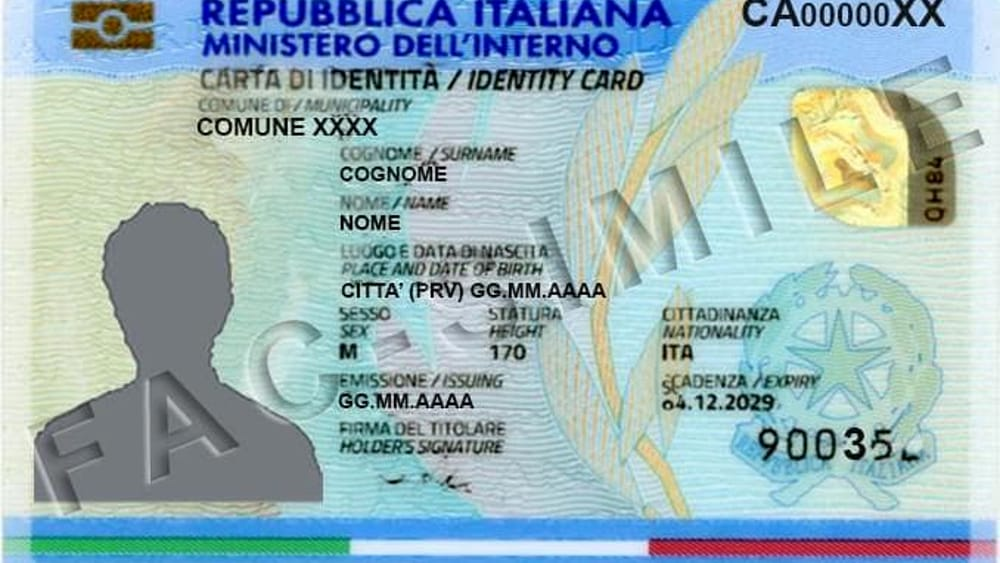 REPUBBLICA ITALIANA
CA00000XX
MINISTERO DELL'INTERNO
CARTA DI IDENTITÀ / IDENTITY CARD
COMUNE DI / MUNICIPALITY
COMUNE XXXX
COGNOME / SURNAME
COGNOME
NOME / NAME
NOME
LUOGO E DATA DI NASCITA
PLACE AND DATE OF BIRTH
CITTA' (PRV) GG.MM.AAAA
SESSO STATURA CITTADINANZA
SEX HEIGHT NATIONALITY
M 170 ITA
EMISSIONE / ISSUING SCADENZA / EXPIRY
GG.MM.AAAA 04.12.2029
FIRMA DEL TITOLARE
HOLDER'S SIGNATURE
90035
QH84
REPUBBLICA ITALIANA
FAC-SIMILE